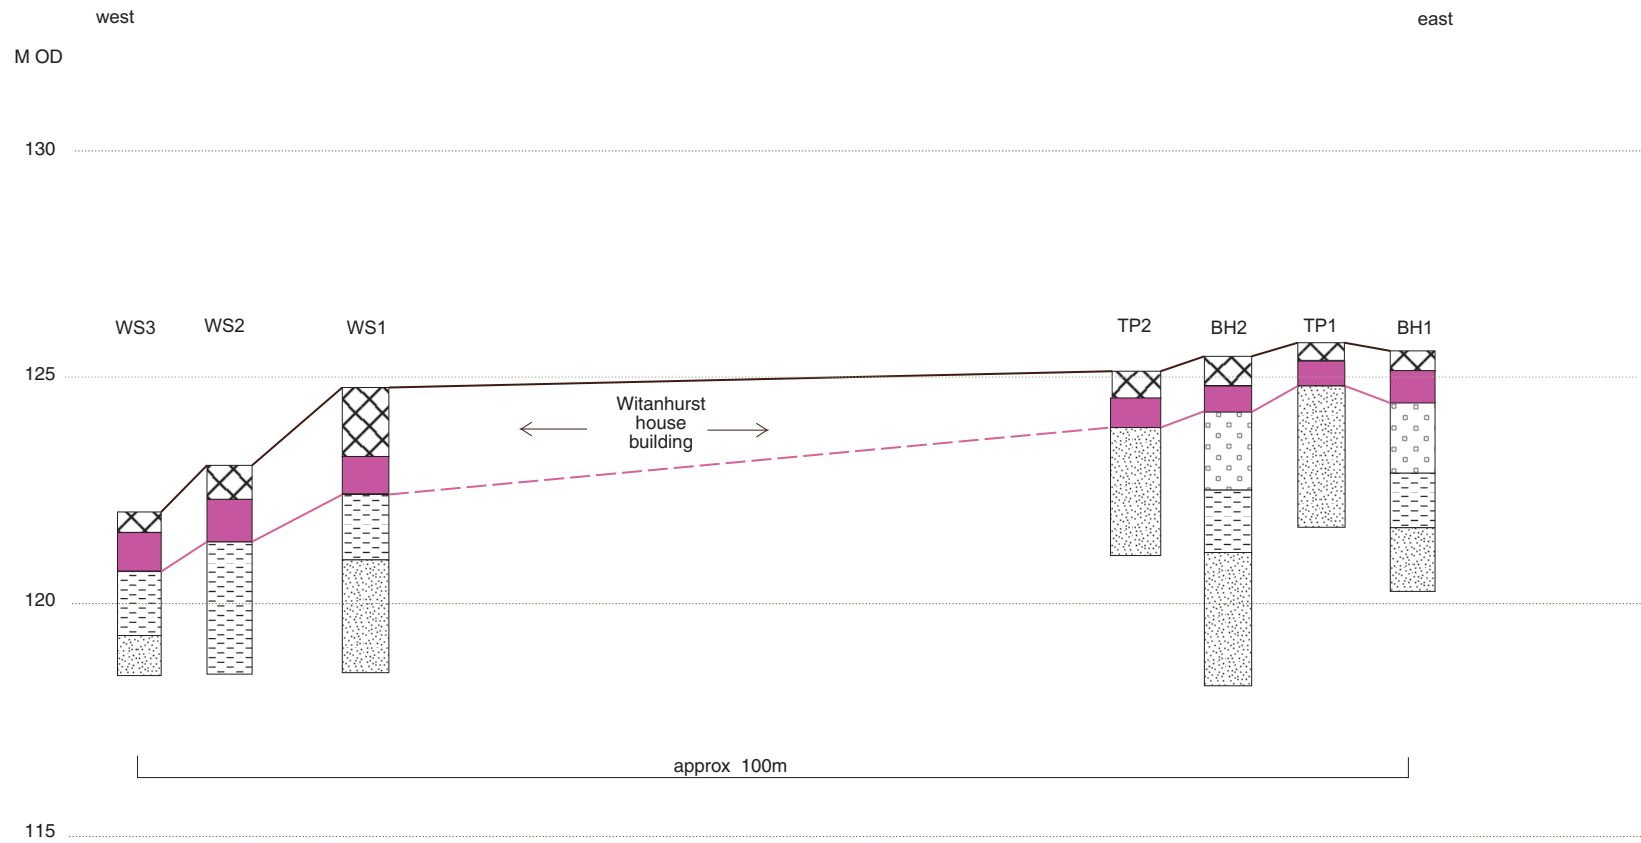 west
east
M OD
130
WS3
WS2
WS1
TP2
BH2
TP1
BH1
125
Witanhurst
house
building
120
approx 100m
115